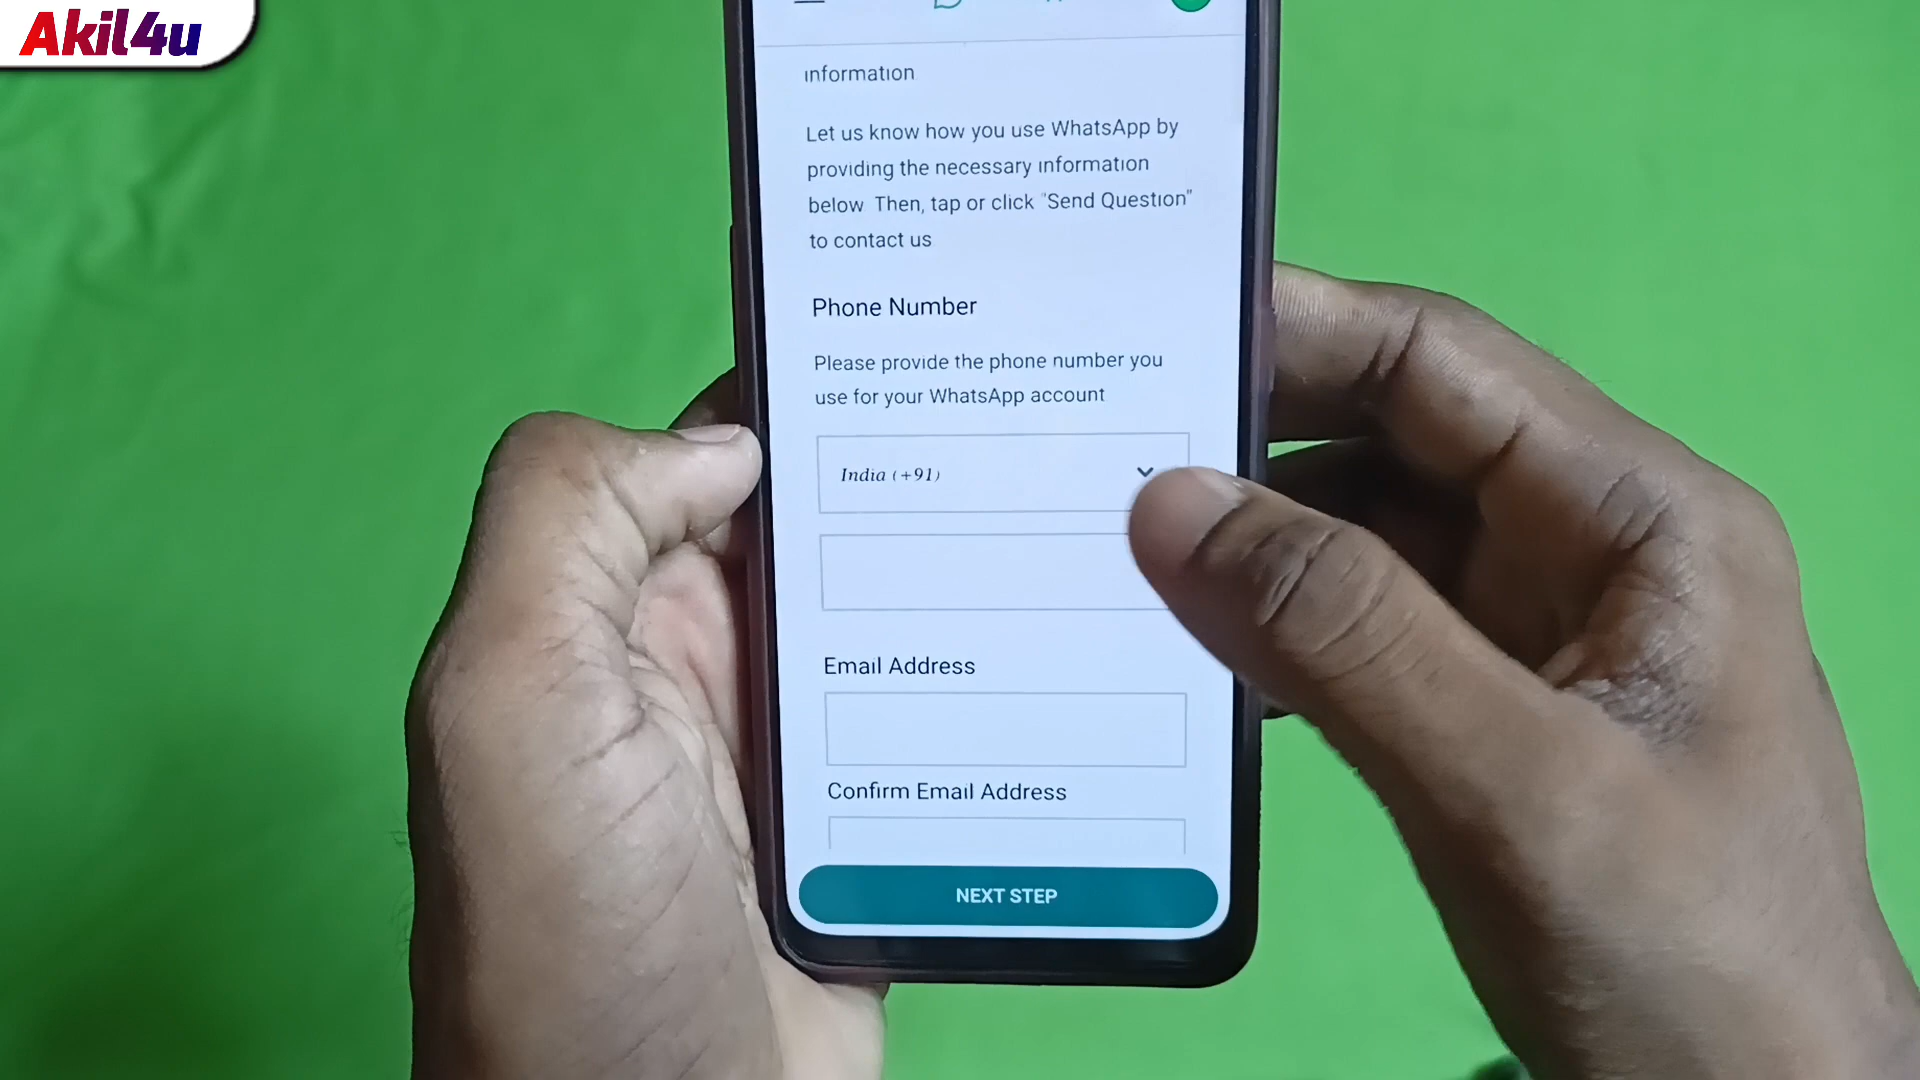 Akil4u
information
Let us know how you use WhatsApp by
providing the necessary information
below Then, tap or click "Send Question"
to contact us
Phone Number
Please provide the phone number you
use for your WhatsApp account
India (+91)
Email Address
Confirm Email Address
NEXT STEP